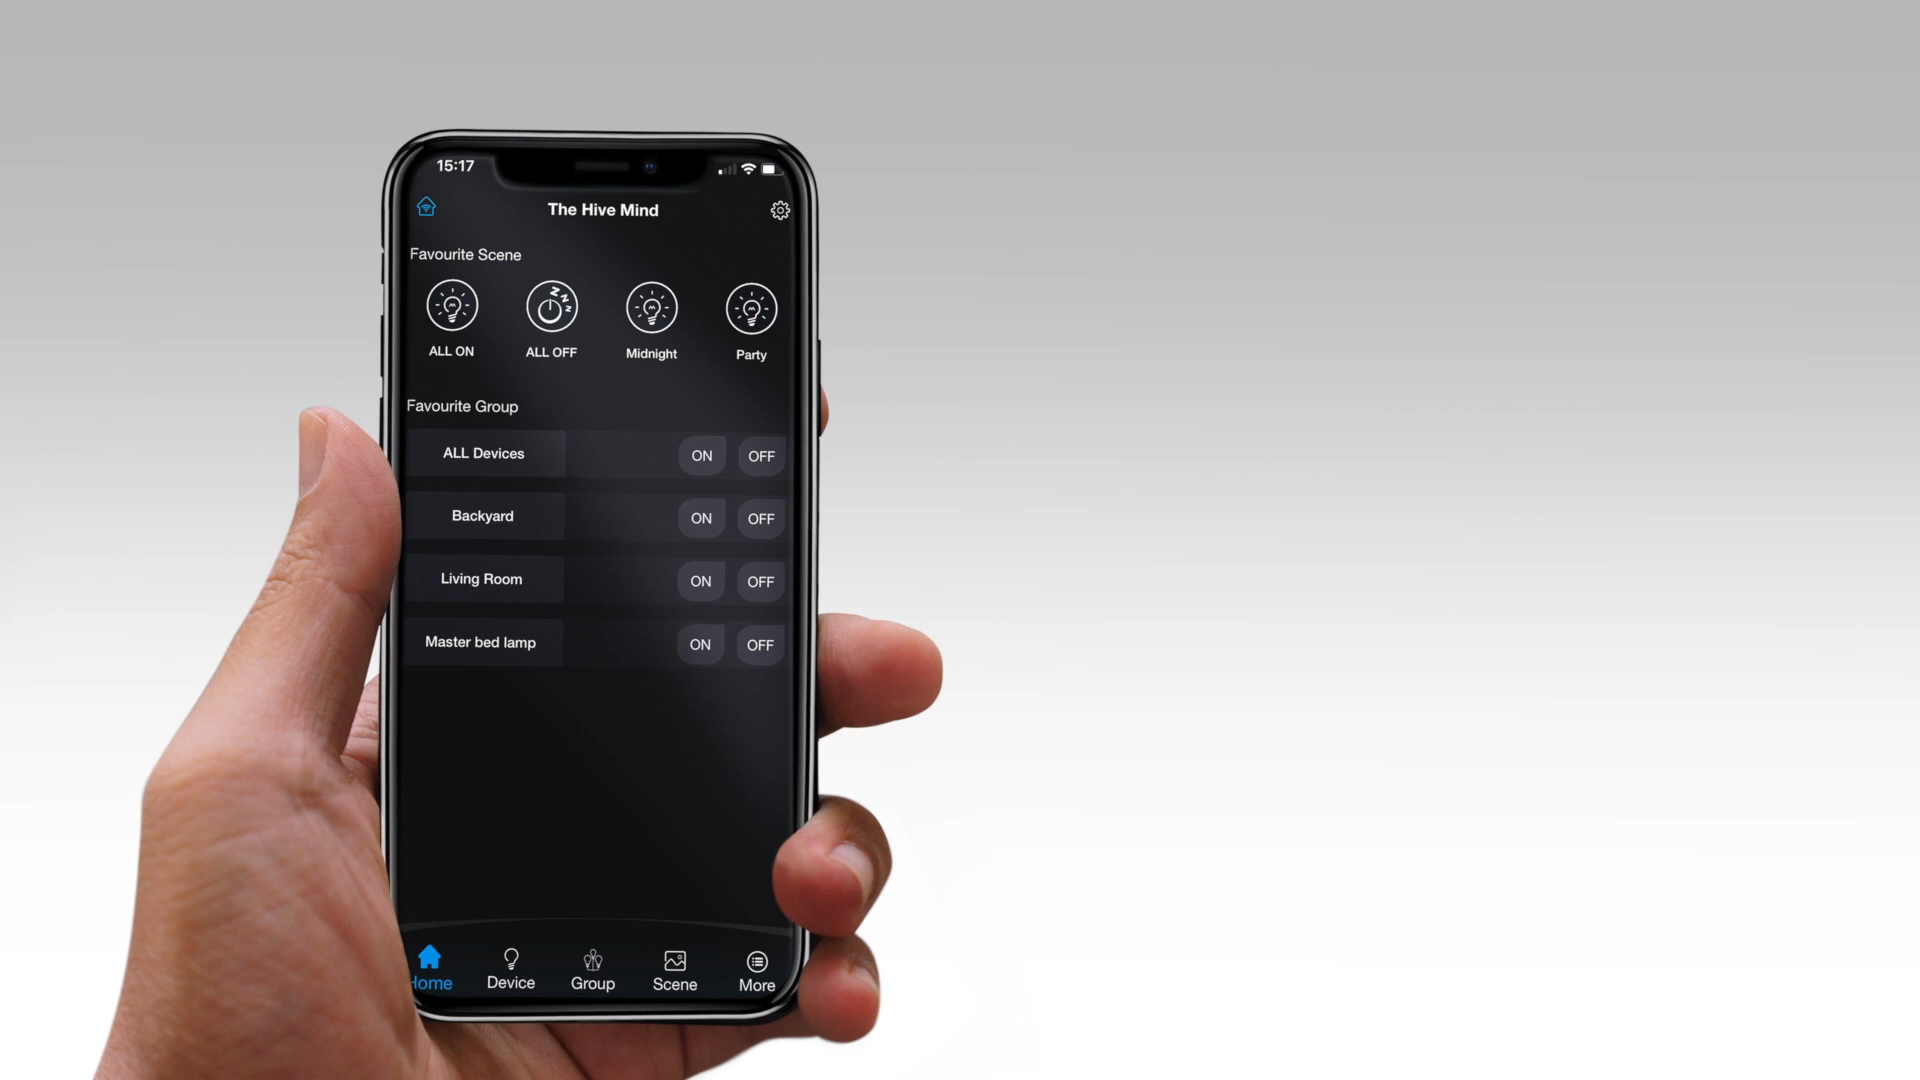 15:17
The Hive Mind
Favourite Scene
ALL ON
ALL OFF
Midnight
Party
Favourite Group
ALL Devices ON OFF
Backyard ON OFF
Living Room ON OFF
Master bed lamp ON OFF
Home Device Group Scene More